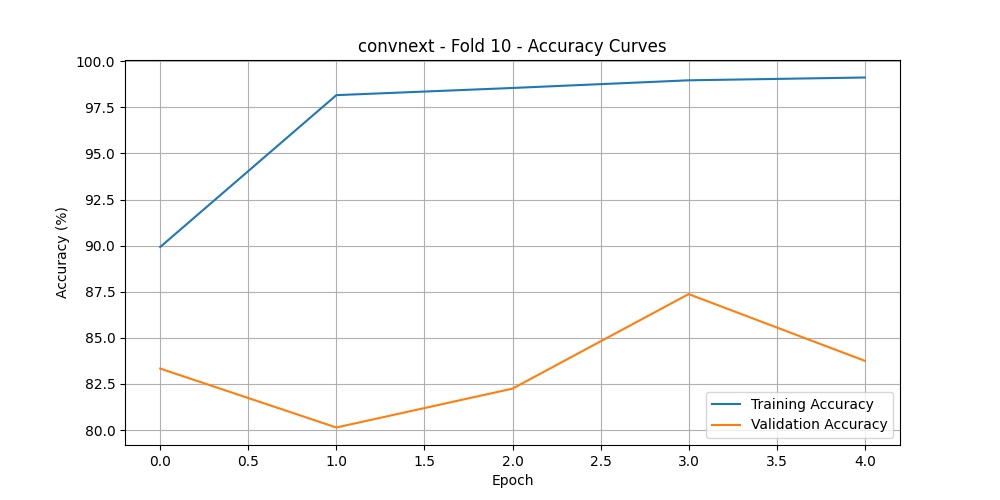 convnext - Fold 10 - Accuracy Curves
Accuracy (%)
100.0
97.5
95.0
92.5
90.0
87.5
85.0
82.5
80.0
Training Accuracy
Validation Accuracy
0.0 0.5 1.0 1.5 2.0 2.5 3.0 3.5 4.0
Epoch